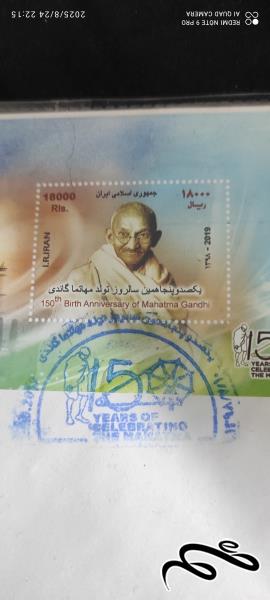 2025/8/24 22:15
REDMI NOTE 9 PRO
AI QUAD CAMERA
18000
Rls.
جمهوری اسلامی ایران
۱۸۰۰۰
ریـال
I.R.IRAN
۱۳۹۸ - 2019
یکصدوپنجاهمین سالروز تولد مهاتما گاندی
150th Birth Anniversary of Mahatma Gandhi
150
YEARS OF
CELEBRATING
THE MAHATMA